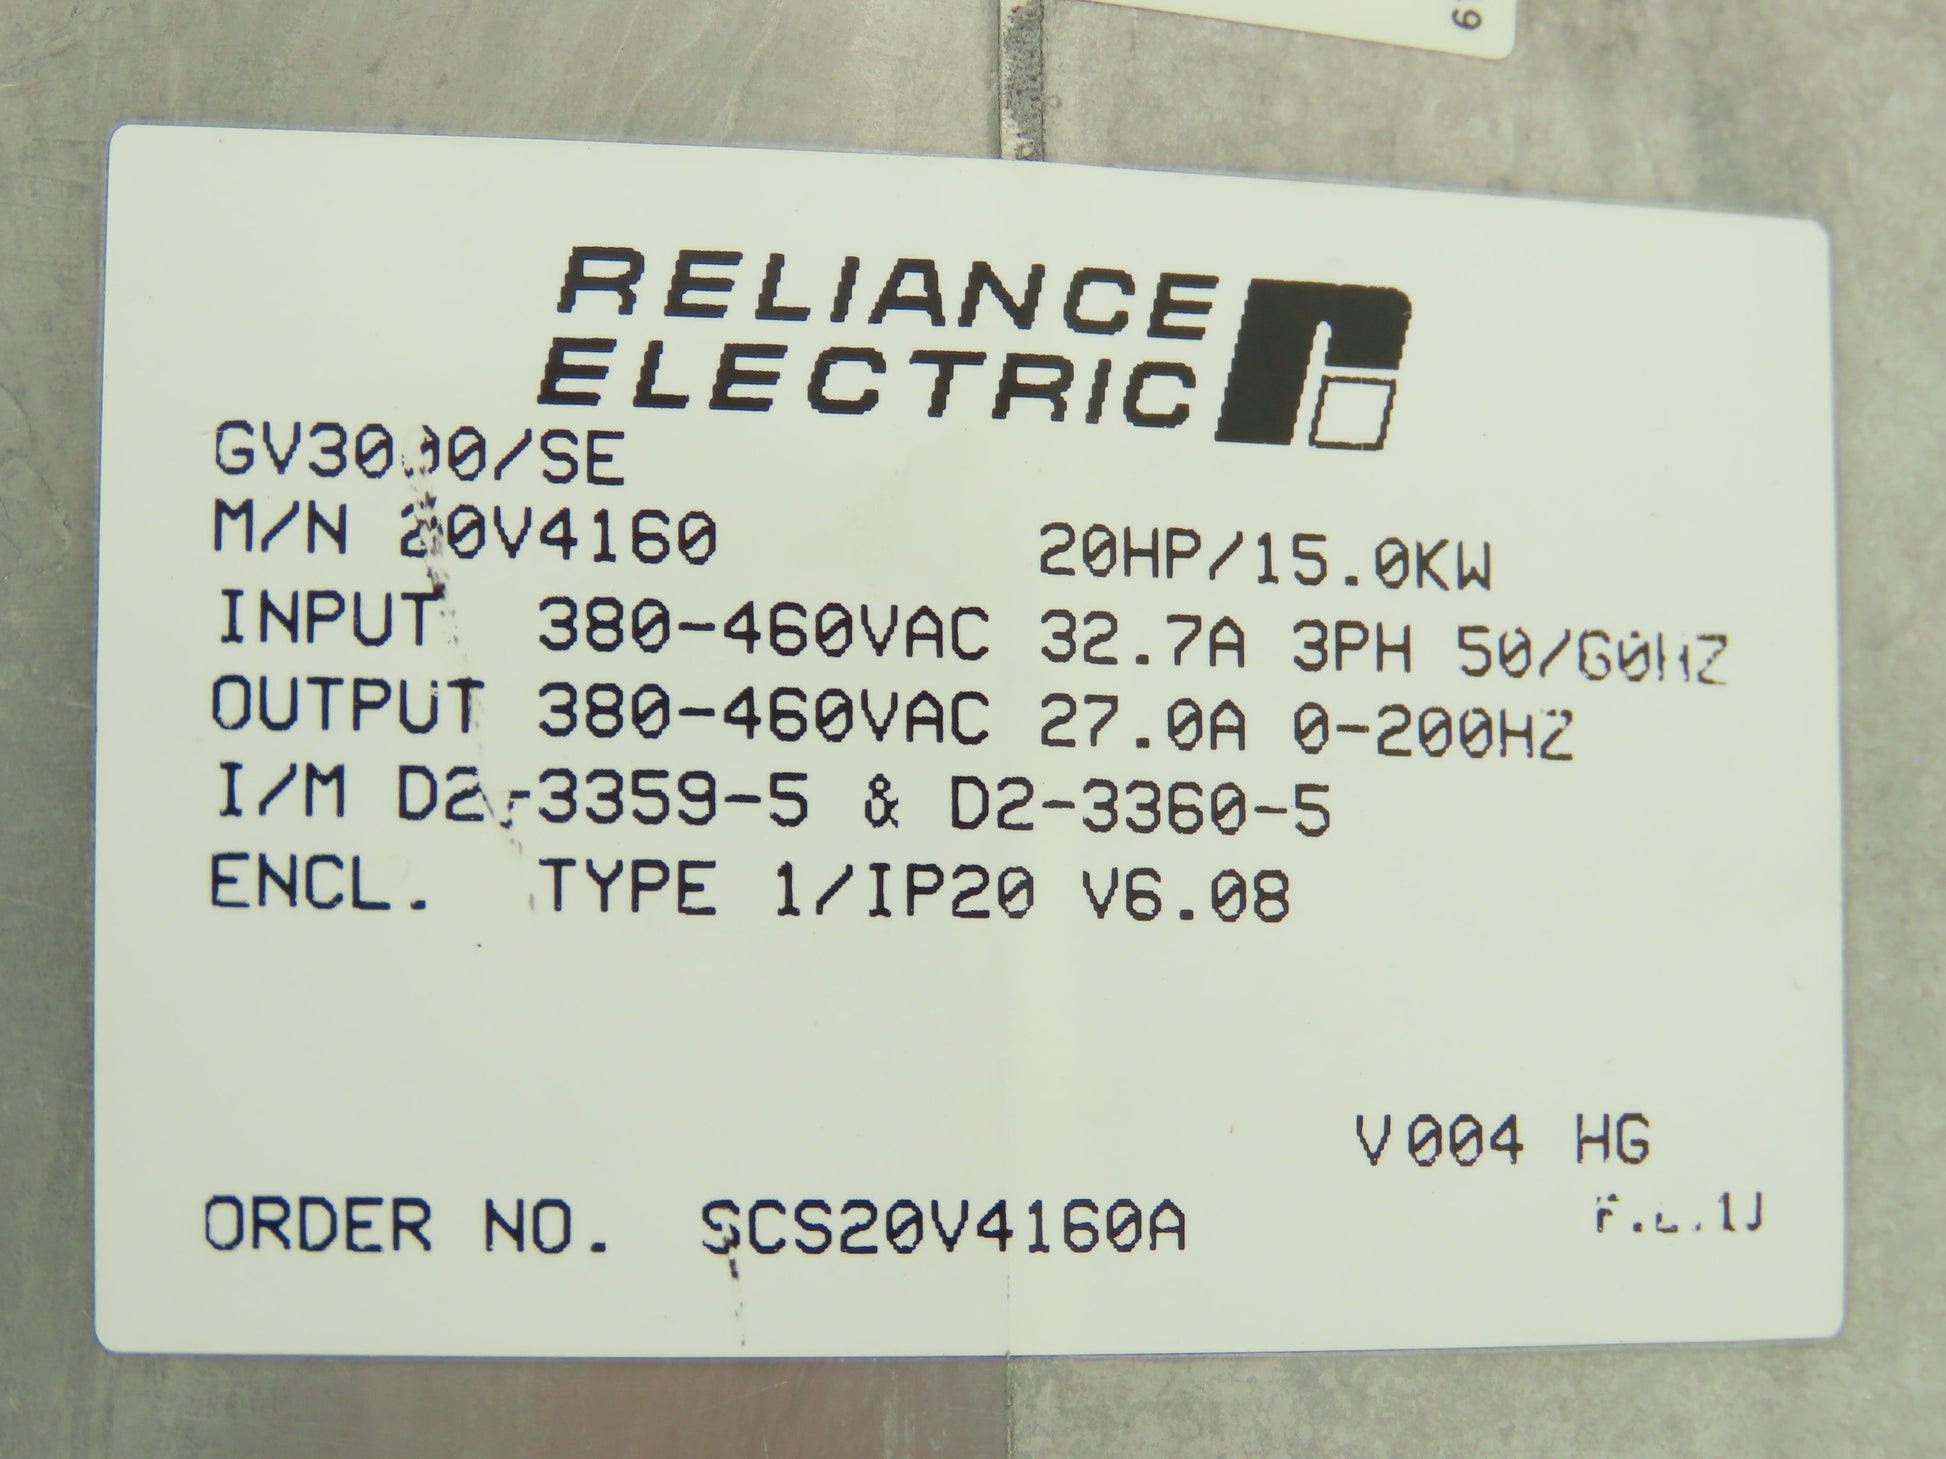 RELIANCE
ELECTRIC
GV3000/SE
M/N 20V4160 20HP/15.0KW
INPUT 380-460VAC 32.7A 3PH 50/60HZ
OUTPUT 380-460VAC 27.0A 0-200HZ
I/M D2-3359-5 & D2-3360-5
ENCL. TYPE 1/IP20 V6.08
V004 HG
ORDER NO. SCS20V4160A